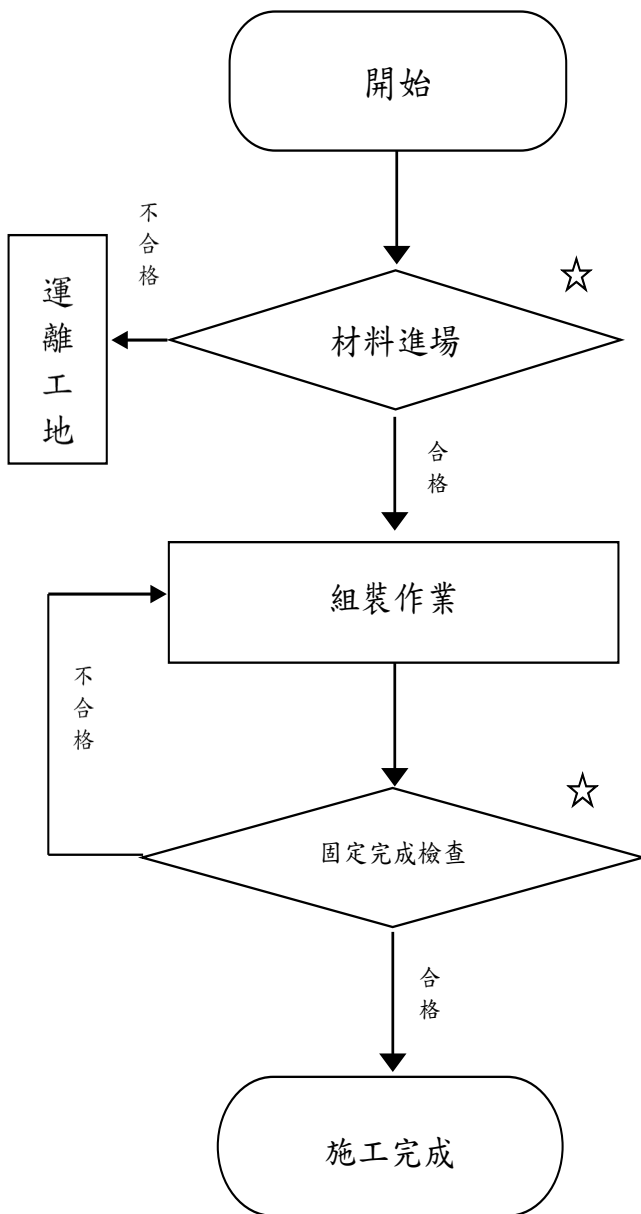 開始
不合格
運離工地
材料進場
合格
組裝作業
不合格
固定完成檢查
合格
施工完成